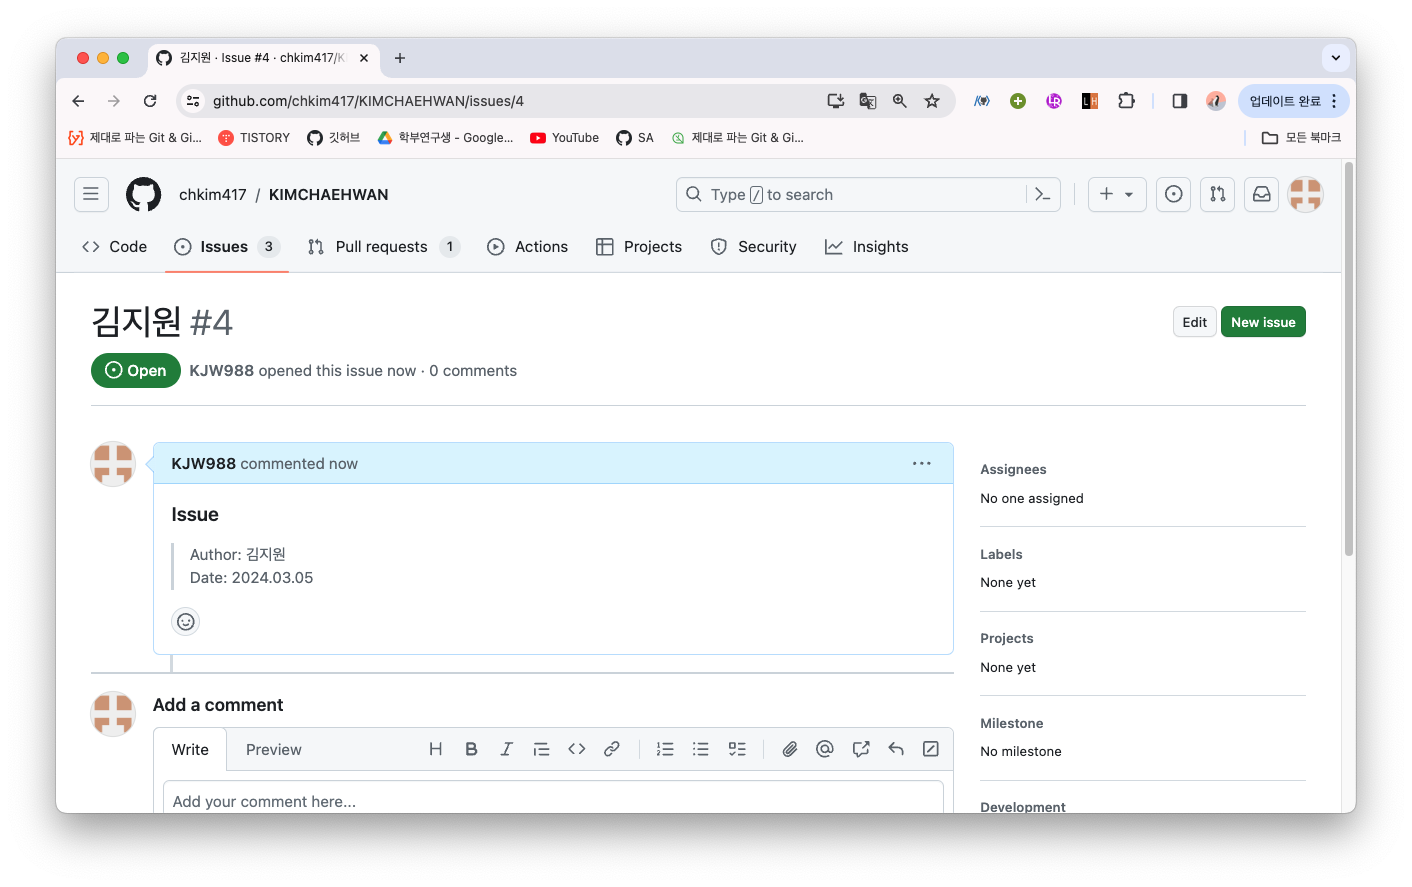 김지원 · Issue #4 · chkim417/K
github.com/chkim417/KIMCHAEHWAN/issues/4
업데이트 완료
제대로 파는 Git & Gi...
TISTORY
깃허브
학부연구생 - Google...
YouTube
SA
제대로 파는 Git & Gi...
모든 북마크
chkim417 / KIMCHAEHWAN
Type / to search
Code
Issues 3
Pull requests 1
Actions
Projects
Security
Insights
김지원 #4
Edit
New issue
Open
KJW988 opened this issue now · 0 comments
KJW988 commented now
Issue
Author: 김지원
Date: 2024.03.05
Assignees
No one assigned
Labels
None yet
Projects
None yet
Milestone
No milestone
Development
Add a comment
Write
Preview
Add your comment here...